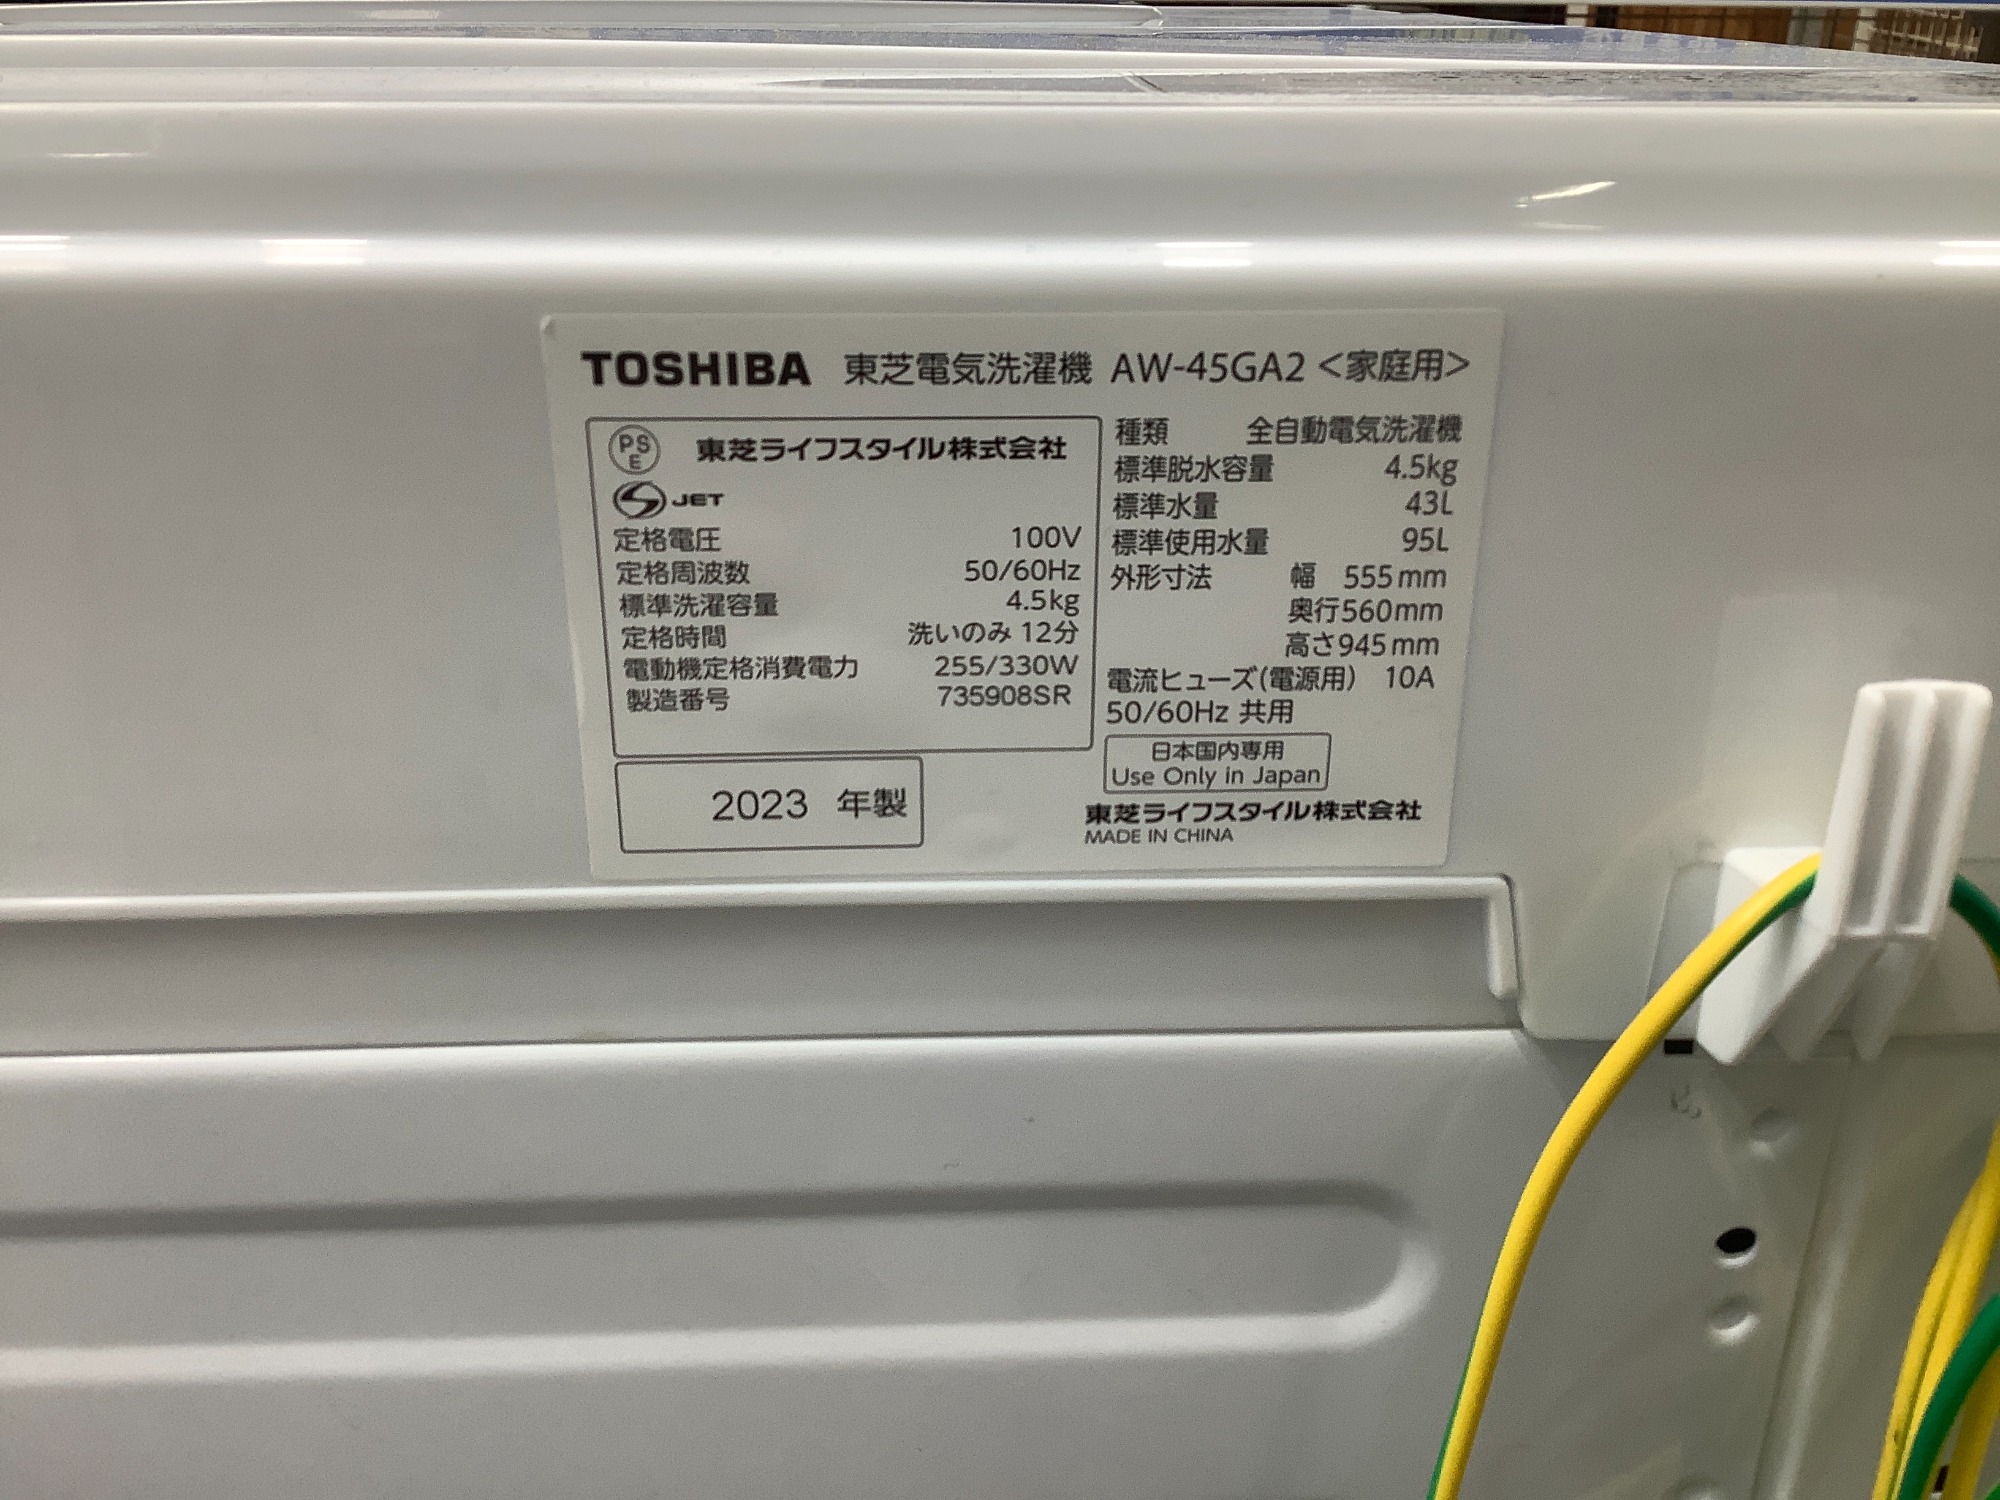 TOSHIBA 東芝電気洗濯機 AW-45GA2 <家庭用>
PSE 東芝ライフスタイル株式会社
S JET
定格電圧 100V
定格周波数 50/60Hz
標準洗濯容量 4.5kg
定格時間 洗いのみ 12分
電動機定格消費電力 255/330W
製造番号 735908SR
2023 年製
種類 全自動電気洗濯機
標準脱水容量 4.5kg
標準水量 43L
標準使用水量 95L
外形寸法 幅 555mm
奥行560mm
高さ945mm
電流ヒューズ(電源用) 10A
50/60Hz 共用
日本国内専用
Use Only in Japan
東芝ライフスタイル株式会社
MADE IN CHINA